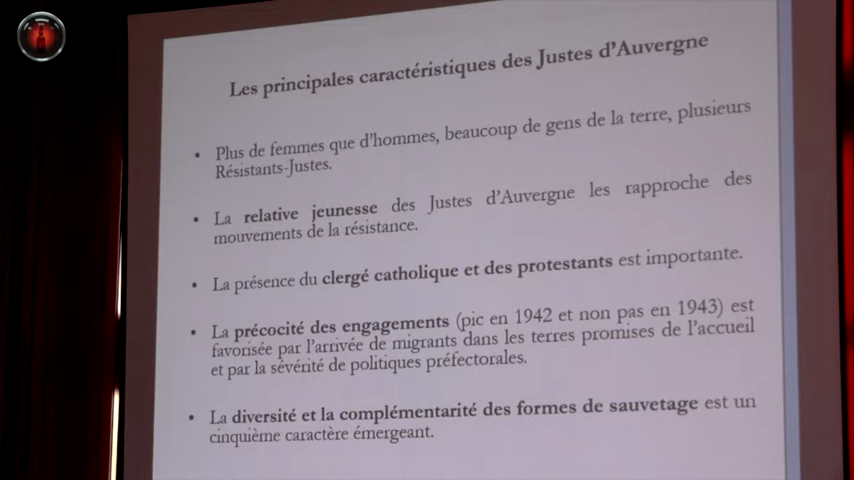 Les principales caractéristiques des Justes d'Auvergne
• Plus de femmes que d'hommes, beaucoup de gens de la terre, plusieurs
Résistants-Justes.
• La relative jeunesse des Justes d'Auvergne les rapproche des
mouvements de la résistance.
• La présence du clergé catholique et des protestants est importante.
• La précocité des engagements (pic en 1942 et non pas en 1943) est
favorisée par l'arrivée de migrants dans les terres promises de l'accueil
et par la sévérité de politiques préfectorales.
• La diversité et la complémentarité des formes de sauvetage est un
cinquième caractère émergeant.